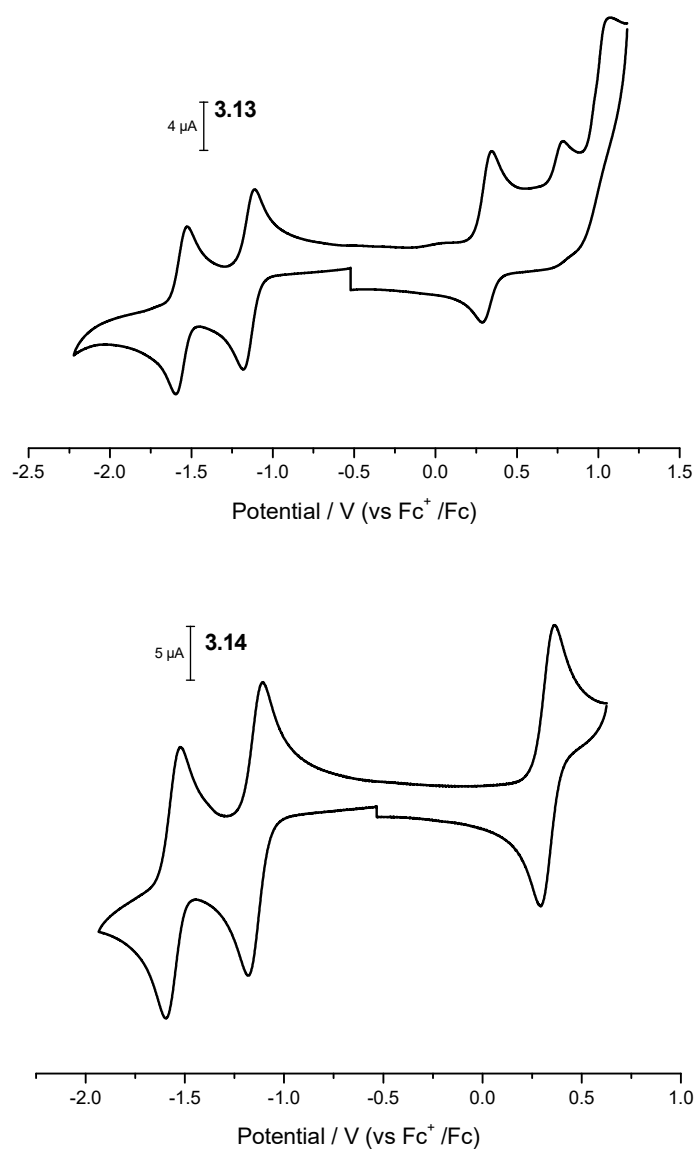 3.13
4 µA
-2.5 -2.0 -1.5 -1.0 -0.5 0.0 0.5 1.0 1.5
Potential / V (vs Fc⁺ /Fc)
3.14
5 µA
-2.0 -1.5 -1.0 -0.5 0.0 0.5 1.0
Potential / V (vs Fc⁺ /Fc)